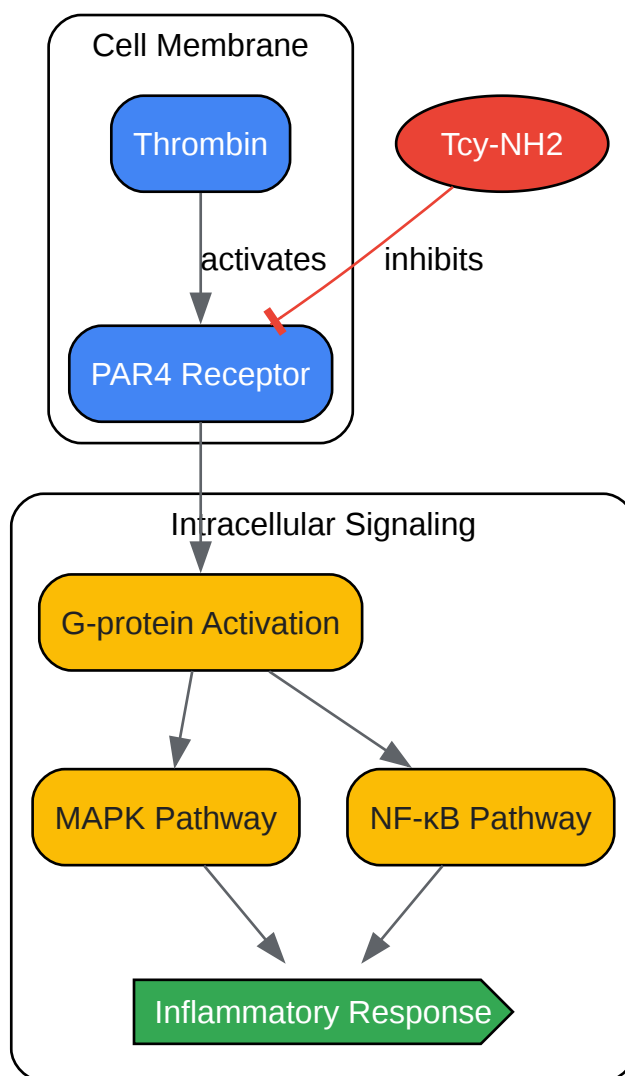 Cell Membrane
Thrombin
Tcy-NH2
activates
inhibits
PAR4 Receptor
Intracellular Signaling
G-protein Activation
MAPK Pathway
NF-κB Pathway
Inflammatory Response